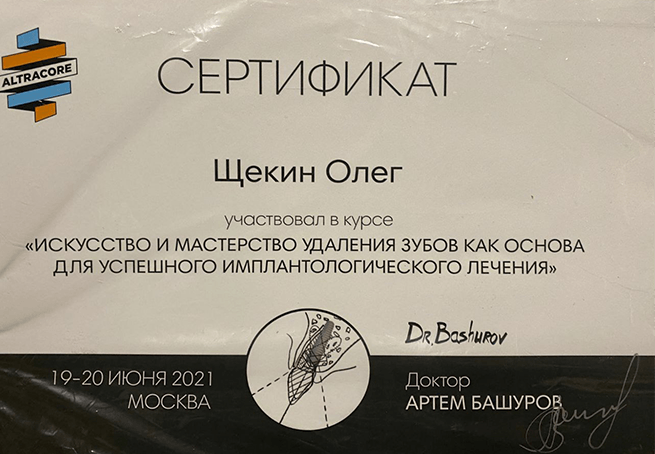 ALTRACORE
СЕРТИФИКАТ
Щекин Олег
участвовал в курсе
«ИСКУССТВО И МАСТЕРСТВО УДАЛЕНИЯ ЗУБОВ КАК ОСНОВА
ДЛЯ УСПЕШНОГО ИМПЛАНТОЛОГИЧЕСКОГО ЛЕЧЕНИЯ»
DR.BASHUROV
19-20 ИЮНЯ 2021
МОСКВА
Доктор
АРТЕМ БАШУРОВ